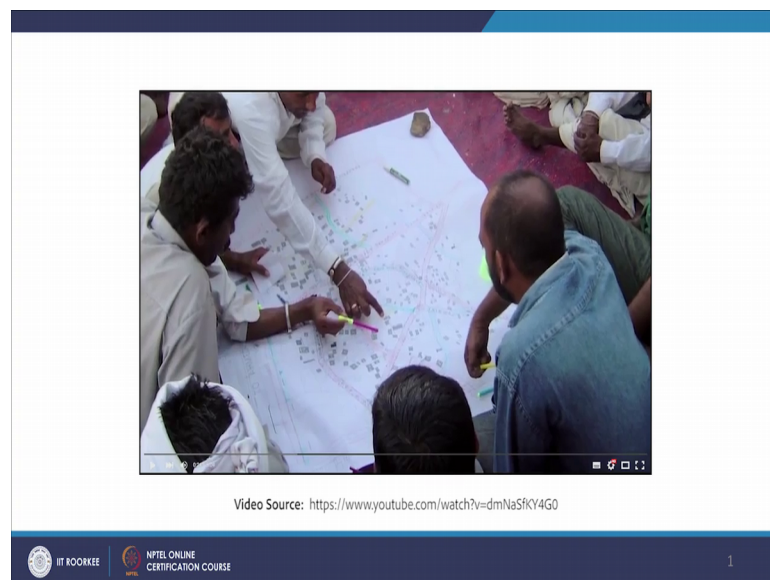 Video Source: https://www.youtube.com/watch?v=dmNaSfKY4G0
IIT ROORKEE
NPTEL ONLINE
CERTIFICATION COURSE
1